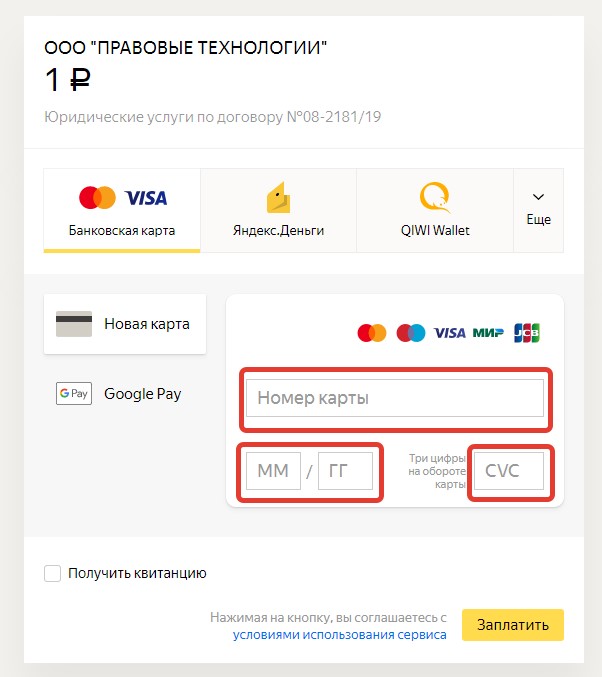 ООО "ПРАВОВЫЕ ТЕХНОЛОГИИ"
1 ₽
Юридические услуги по договору №08-2181/19
VISA
Банковская карта
Яндекс.Деньги
QIWI Wallet
Еще
Новая карта
G Pay
Google Pay
VISA МИР JCB
Номер карты
ММ / ГГ
Три цифры
на обороте
карты
CVC
Получить квитанцию
Нажимая на кнопку, вы соглашаетесь с
условиями использования сервиса
Заплатить